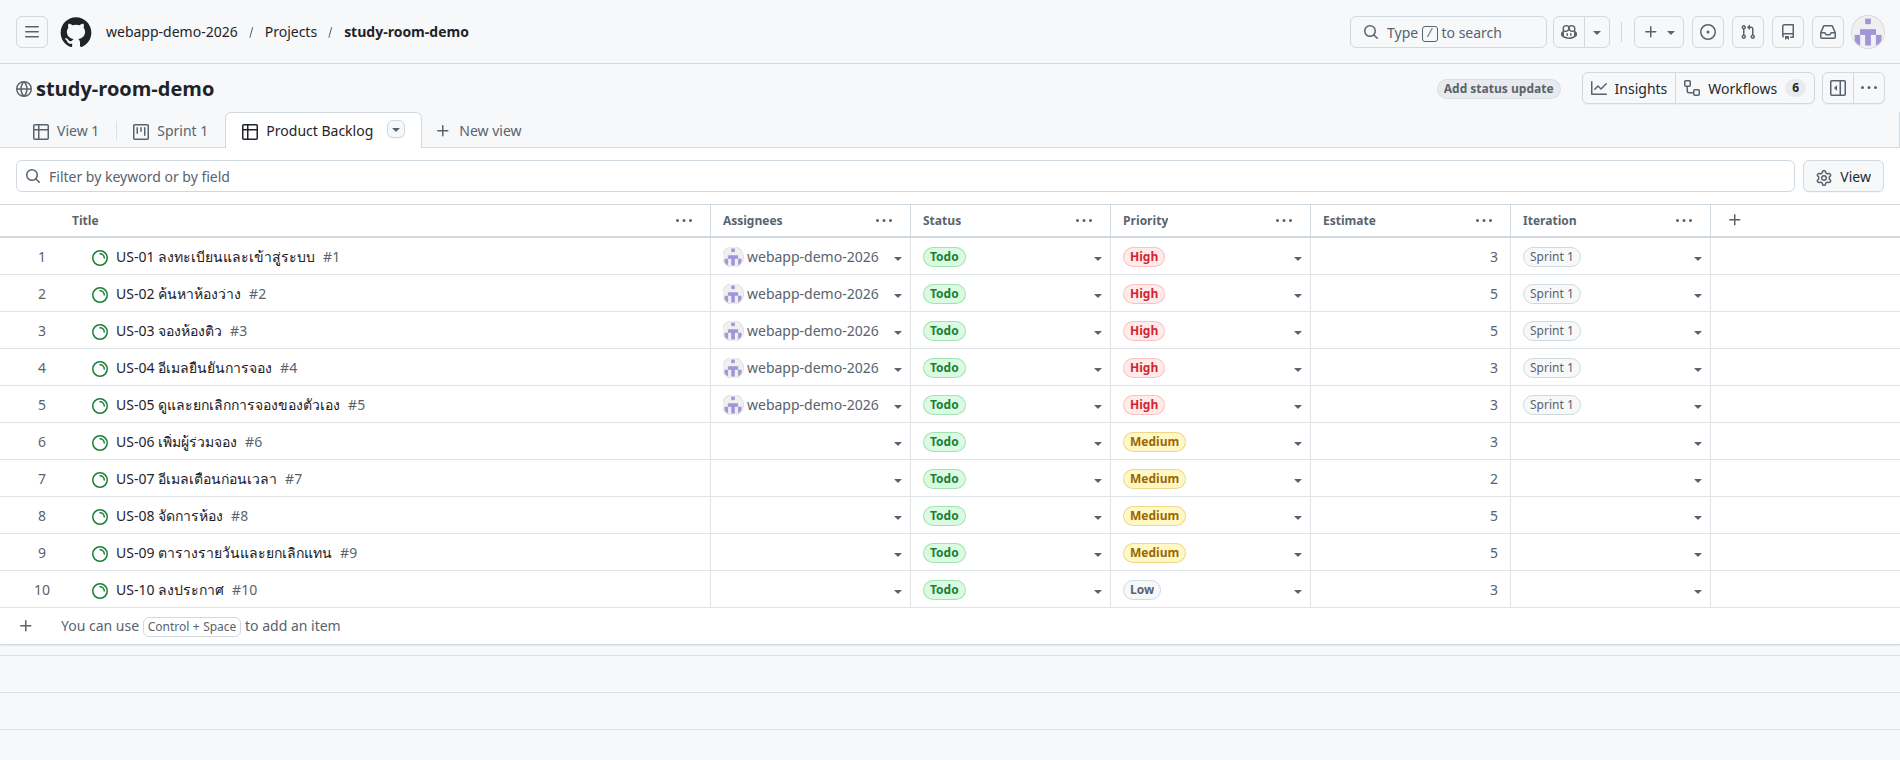 webapp-demo-2026 / Projects / study-room-demo
Type / to search
study-room-demo
Add status update
Insights
Workflows 6
View 1
Sprint 1
Product Backlog
New view
Filter by keyword or by field
View
Title Assignees Status Priority Estimate Iteration
1 US-01 ลงทะเบียนและเข้าสู่ระบบ #1 webapp-demo-2026 Todo High 3 Sprint 1
2 US-02 ค้นหาห้องว่าง #2 webapp-demo-2026 Todo High 5 Sprint 1
3 US-03 จองห้องติว #3 webapp-demo-2026 Todo High 5 Sprint 1
4 US-04 อีเมลยืนยันการจอง #4 webapp-demo-2026 Todo High 3 Sprint 1
5 US-05 ดูและยกเลิกการจองของตัวเอง #5 webapp-demo-2026 Todo High 3 Sprint 1
6 US-06 เพิ่มผู้ร่วมจอง #6 Todo Medium 3
7 US-07 อีเมลเตือนก่อนเวลา #7 Todo Medium 2
8 US-08 จัดการห้อง #8 Todo Medium 5
9 US-09 ตารางรายวันและยกเลิกแทน #9 Todo Medium 5
10 US-10 ลงประกาศ #10 Todo Low 3
You can use Control + Space to add an item